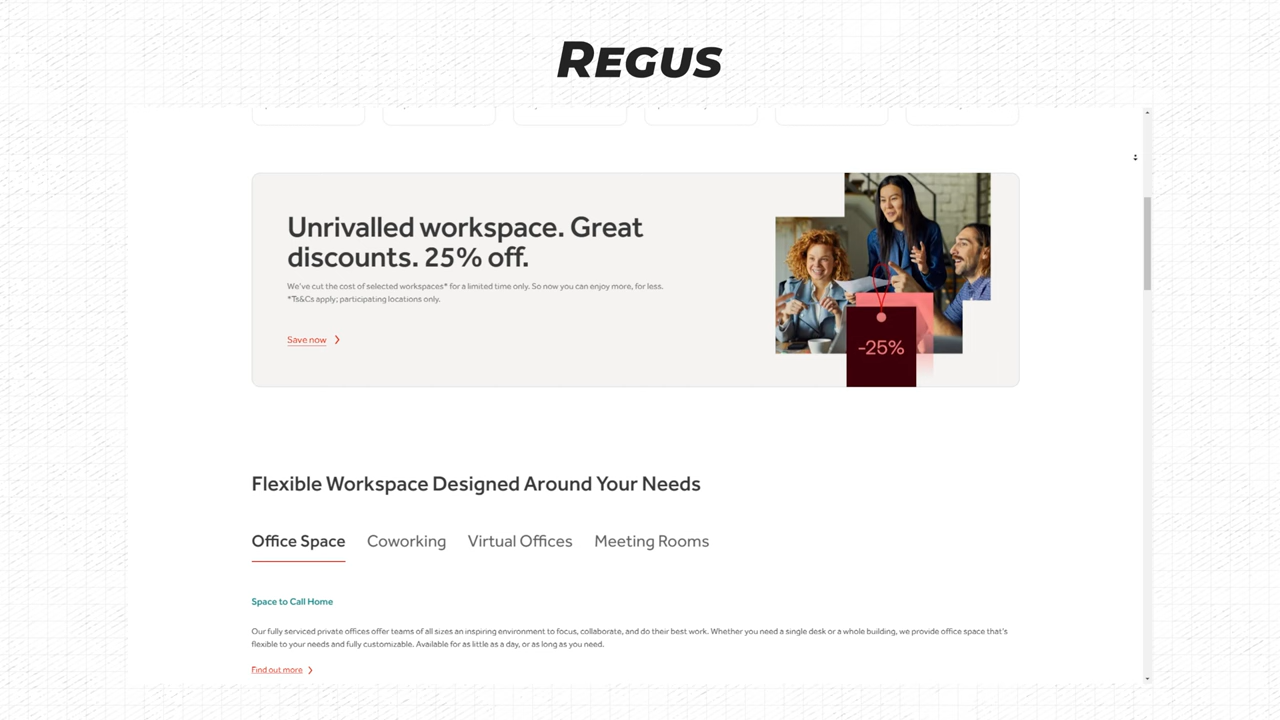 REGUS
Unrivalled workspace. Great
discounts. 25% off.
We've cut the cost of selected workspaces* for a limited time only. So now you can enjoy more, for less.
*Ts&Cs apply; participating locations only.
Save now
-25%
Flexible Workspace Designed Around Your Needs
Office Space Coworking Virtual Offices Meeting Rooms
Space to Call Home
Our fully serviced private offices offer teams of all sizes an inspiring environment to focus, collaborate, and do their best work. Whether you need a single desk or a whole building, we provide office space that's
flexible to your needs and fully customizable. Available for as little as a day, or as long as you need.
Find out more